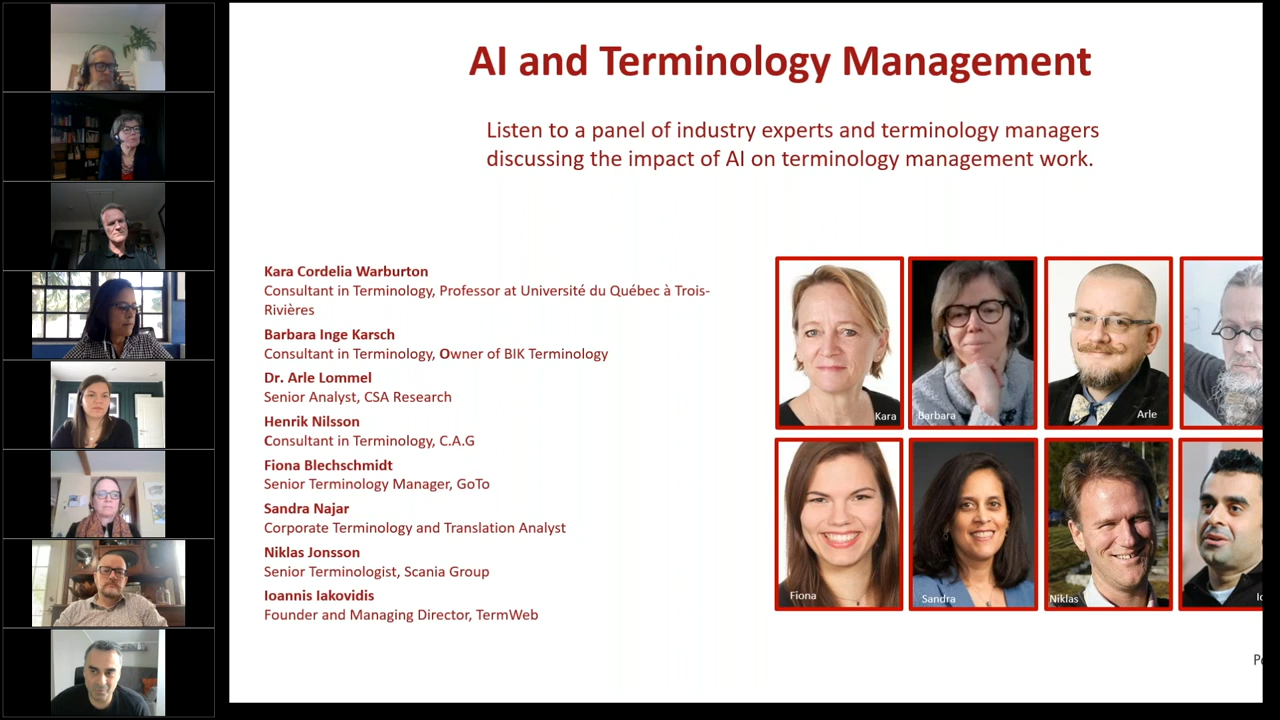 AI and Terminology Management
Listen to a panel of industry experts and terminology managers
discussing the impact of AI on terminology management work.
Kara Cordelia Warburton
Consultant in Terminology, Professor at Université du Québec à Trois-
Rivières
Barbara Inge Karsch
Consultant in Terminology, Owner of BIK Terminology
Dr. Arle Lommel
Senior Analyst, CSA Research
Henrik Nilsson
Consultant in Terminology, C.A.G
Fiona Blechschmidt
Senior Terminology Manager, GoTo
Sandra Najar
Corporate Terminology and Translation Analyst
Niklas Jonsson
Senior Terminologist, Scania Group
Ioannis Iakovidis
Founder and Managing Director, TermWeb
Kara
Barbara
Arle
Fiona
Sandra
Niklas